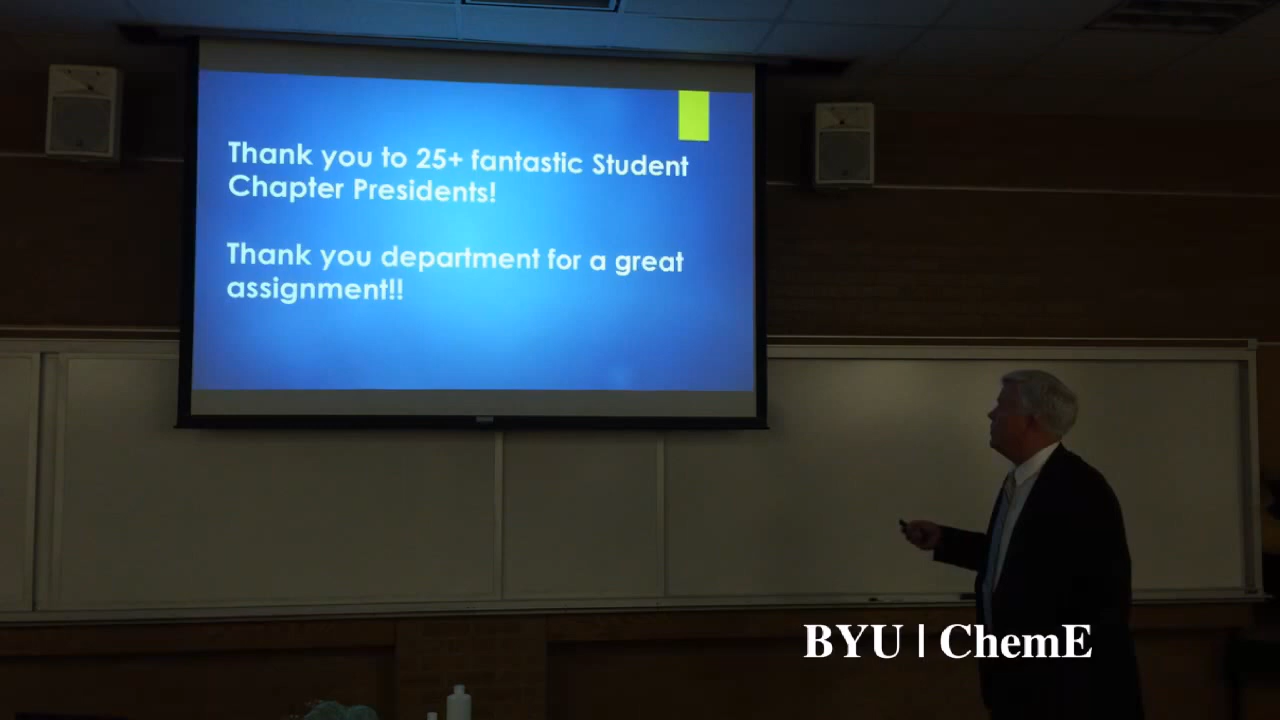 Thank you to 25+ fantastic Student
Chapter Presidents!
Thank you department for a great
assignment!!
BYU | ChemE